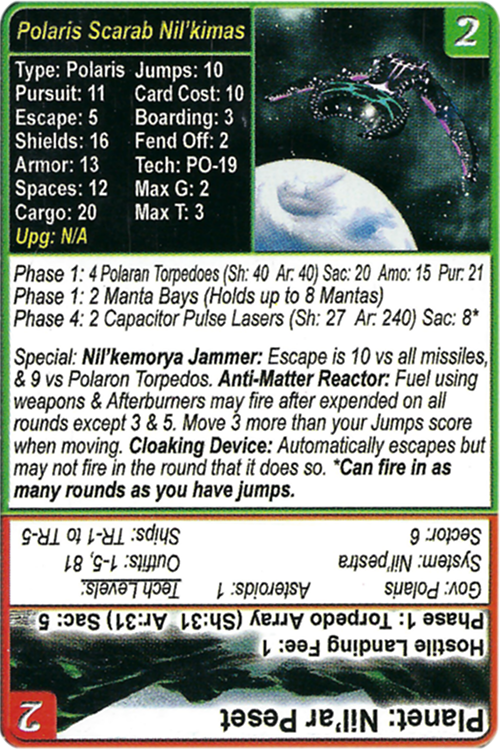 Polaris Scarab Nil'kimas
2
Type: Polaris Jumps: 10
Pursuit: 11 Card Cost: 10
Escape: 5 Boarding: 3
Shields: 16 Fend Off: 2
Armor: 13 Tech: PO-19
Spaces: 12 Max G: 2
Cargo: 20 Max T: 3
Upg: N/A
Phase 1: 4 Polaran Torpedoes (Sh: 40 Ar: 40) Sac: 20 Amo: 15 Pur: 21
Phase 1: 2 Manta Bays (Holds up to 8 Mantas)
Phase 4: 2 Capacitor Pulse Lasers (Sh: 27 Ar: 240) Sac: 8*
Special: Nil'kemorya Jammer: Escape is 10 vs all missiles,
& 9 vs Polaron Torpedos. Anti-Matter Reactor: Fuel using
weapons & Afterburners may fire after expended on all
rounds except 3 & 5. Move 3 more than your Jumps score
when moving. Cloaking Device: Automatically escapes but
may not fire in the round that it does so. *Can fire in as
many rounds as you have jumps.
Planet: Nil'ar Peset
2
Hostile Landing Fee: 1
Phase 1: Torpedo Array (Sh:31 Ar:31) Sac: 5
Gov: Polaris Asteroids: 1 Tech Levels:
System: Nil'pestra Outfits: 1-5, 81
Sector: 6 Ships: TR-1 to TR-5